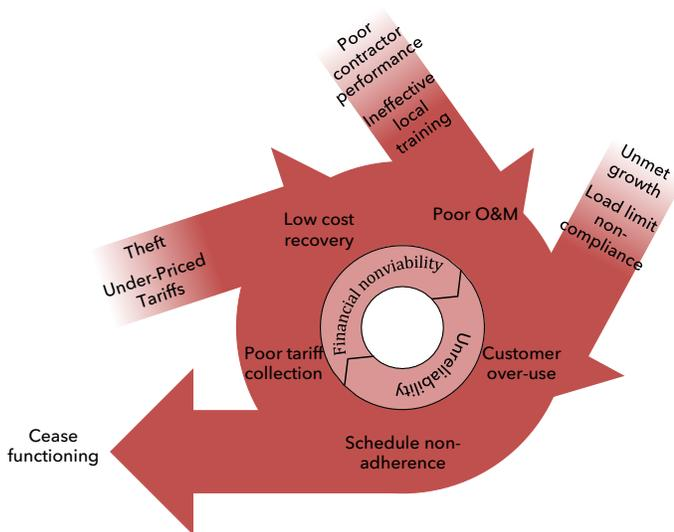 Poor
contractor
performance
Ineffective
local
training
Unmet
growth
Load limit
non-
compliance
Theft
Under-Priced
Tariffs
Low cost
recovery
Poor O&M
Financial nonviability
Unreliability
Poor tariff
collection
Customer
over-use
Schedule non-
adherence
Cease
functioning